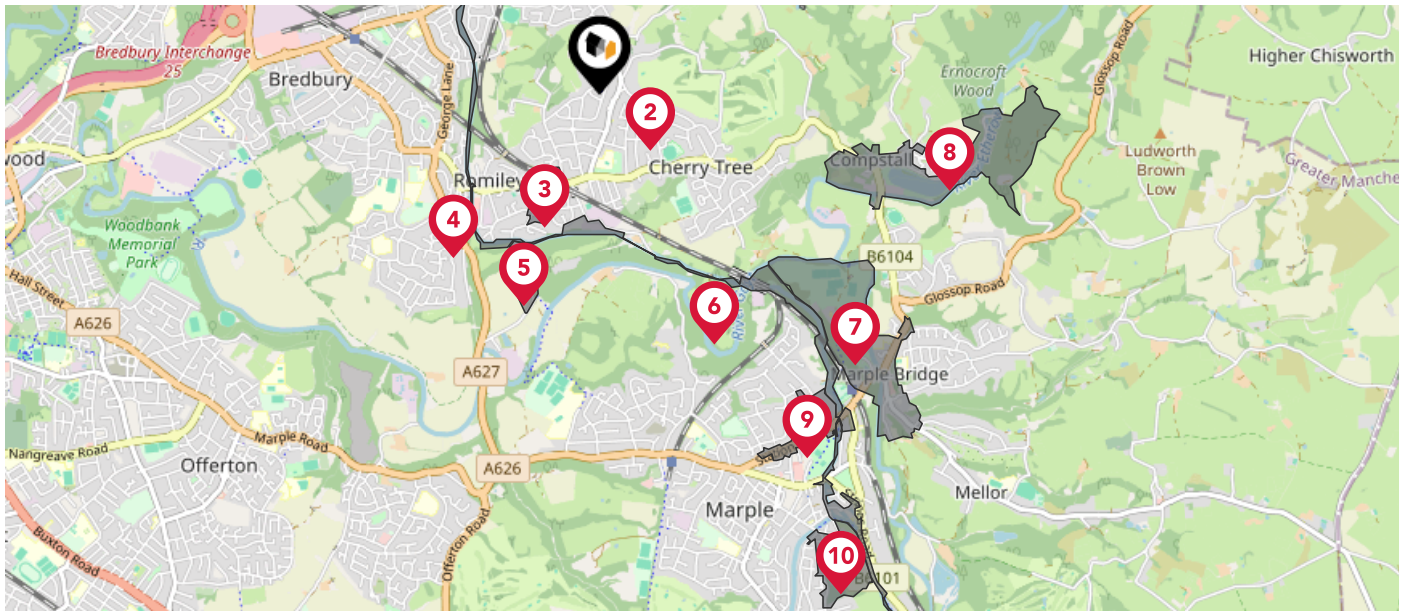 Bredbury Interchange
25
Bredbury
George Lane
Ernocroft
Wood
Glossop Road
Higher Chisworth
2
Cherry Tree
Compstall
8
Etherow
Ludworth
Brown
Low
Greater Manche
wood
Romiley
3
4
Woodbank
Memorial
Park
5
B6104
Glossop Road
Hall Street
A626
6
7
A627
Marple Bridge
9
Marple Road
Nangreave Road
Offerton
A626
Mellor
Marple
Offerton Road
Buxton Road
10
B6101